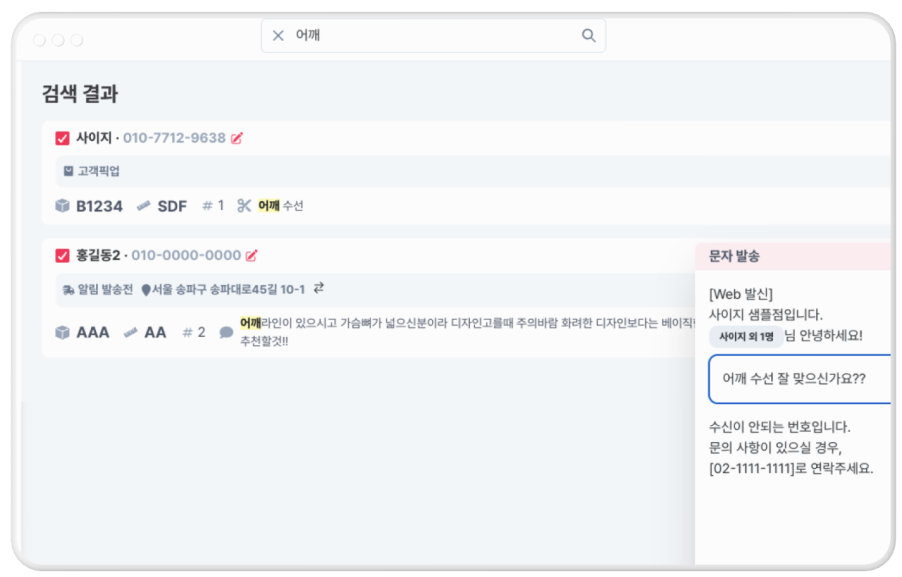 어깨
검색 결과
사이지 · 010-7712-9638
고객픽업
B1234 SDF # 1 어깨 수선
홍길동2 · 010-0000-0000
알림 발송전 서울 송파구 송파대로45길 10-1
AAA AA # 2 어깨라인이 있으시고 가슴뼈가 넓으신분이라 디자인고를때 주의바람 화려한 디자인보다는 베이직
추천할것!!
문자 발송
[Web 발신]
사이지 샘플점입니다.
사이지 외 1명 님 안녕하세요!
어깨 수선 잘 맞으신가요??
수신이 안되는 번호입니다.
문의 사항이 있으실 경우,
[02-1111-1111]로 연락주세요.